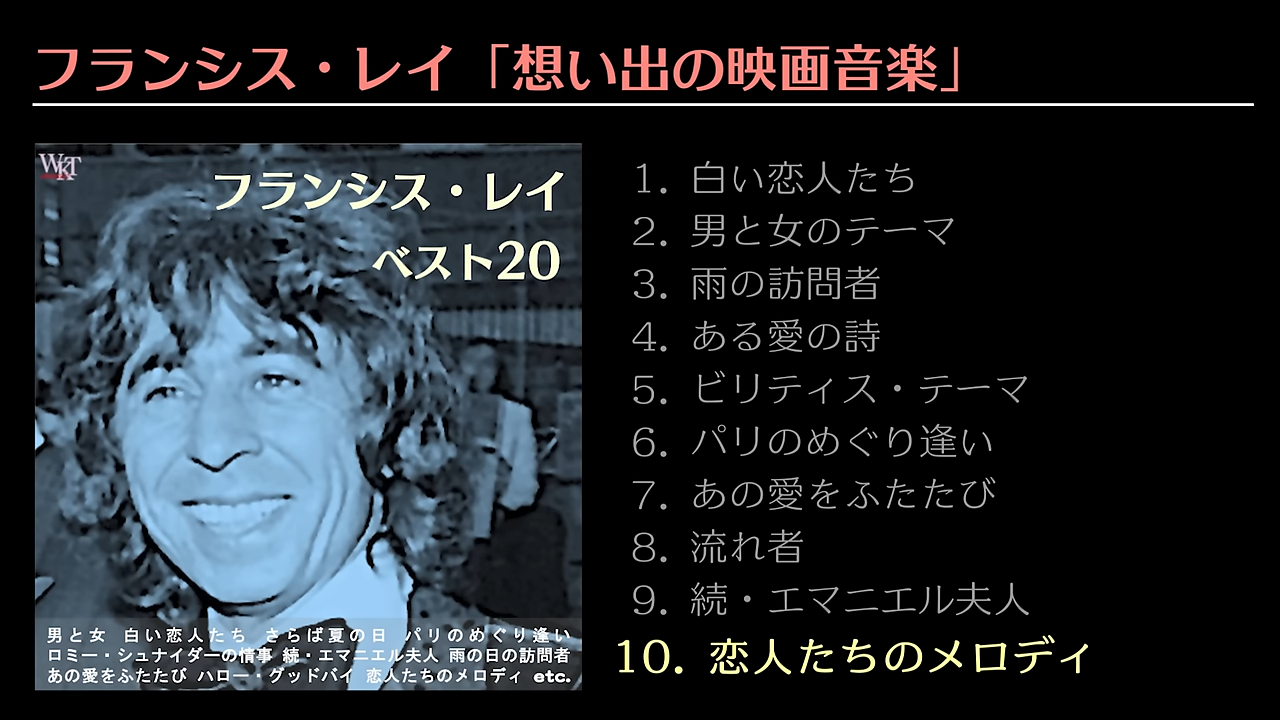 フランシス・レイ「想い出の映画音楽」
WKT
フランシス・レイ
ベスト20
男と女 白い恋人たち さらば夏の日 パリのめぐり逢い
ロミー・シュナイダーの情事 続・エマニエル夫人 雨の日の訪問者
あの愛をふたたび ハロー・グッドバイ 恋人たちのメロディ etc.
1. 白い恋人たち
2. 男と女のテーマ
3. 雨の訪問者
4. ある愛の詩
5. ビリティス・テーマ
6. パリのめぐり逢い
7. あの愛をふたたび
8. 流れ者
9. 続・エマニエル夫人
10. 恋人たちのメロディ